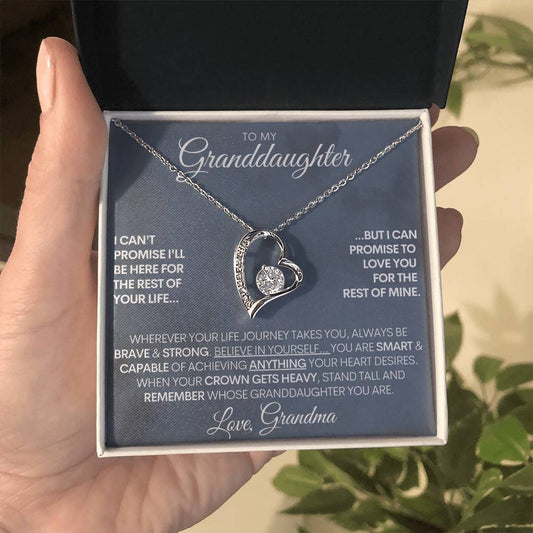 TO MY
Granddaughter
I CAN'T
PROMISE I'LL
BE HERE FOR
THE REST OF
YOUR LIFE...
...BUT I CAN
PROMISE TO
LOVE YOU
FOR THE
REST OF MINE.
WHEREVER YOUR LIFE JOURNEY TAKES YOU, ALWAYS BE
BRAVE & STRONG. BELIEVE IN YOURSELF... YOU ARE SMART &
CAPABLE OF ACHIEVING ANYTHING YOUR HEART DESIRES.
WHEN YOUR CROWN GETS HEAVY, STAND TALL AND
REMEMBER WHOSE GRANDDAUGHTER YOU ARE.
Love, Grandma